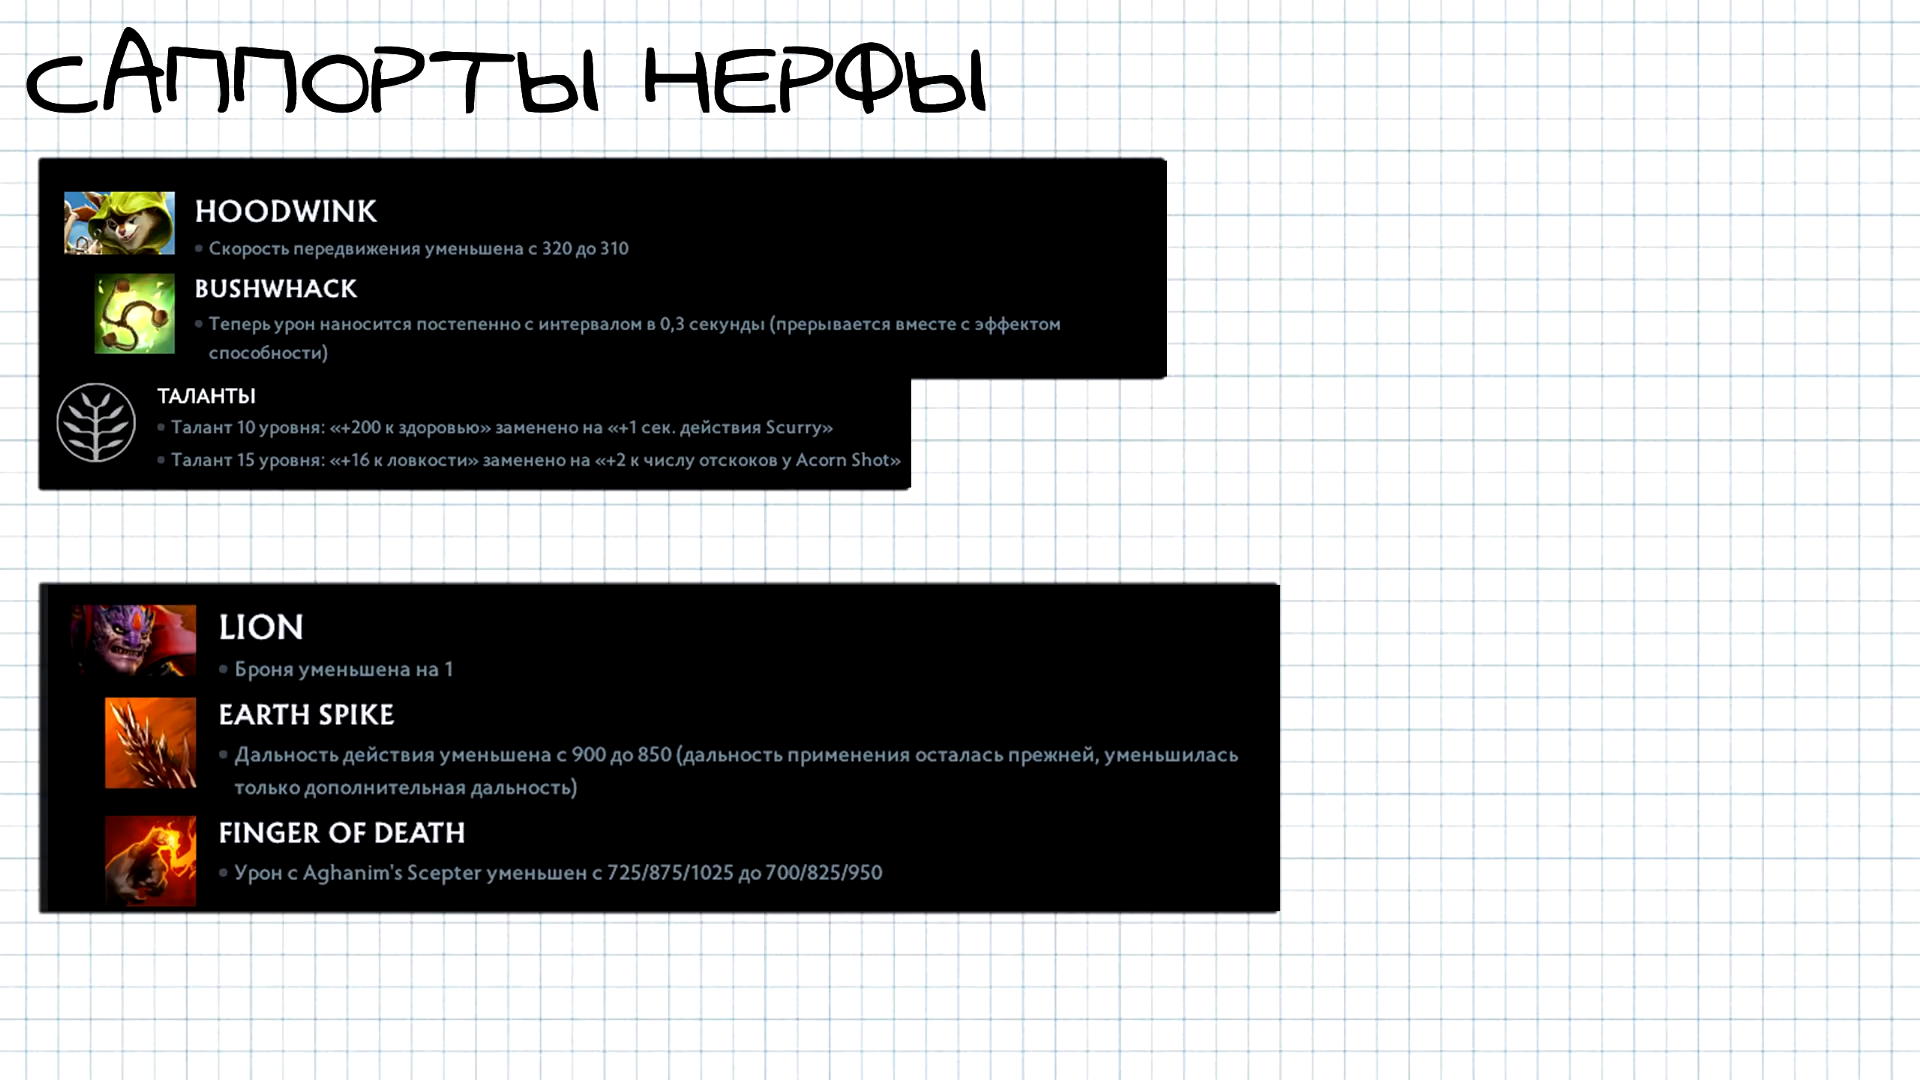 САППОРТЫ НЕРФЫ
HOODWINK
• Скорость передвижения уменьшена с 320 до 310
BUSHWHACK
• Теперь урон наносится постепенно с интервалом в 0,3 секунды (прерывается вместе с эффектом
способности)
ТАЛАНТЫ
• Талант 10 уровня: «+200 к здоровью» заменено на «+1 сек. действия Scurry»
• Талант 15 уровня: «+16 к ловкости» заменено на «+2 к числу отскоков у Acorn Shot»
LION
• Броня уменьшена на 1
EARTH SPIKE
• Дальность действия уменьшена с 900 до 850 (дальность применения осталась прежней, уменьшилась
только дополнительная дальность)
FINGER OF DEATH
• Урон с Aghanim's Scepter уменьшен с 725/875/1025 до 700/825/950